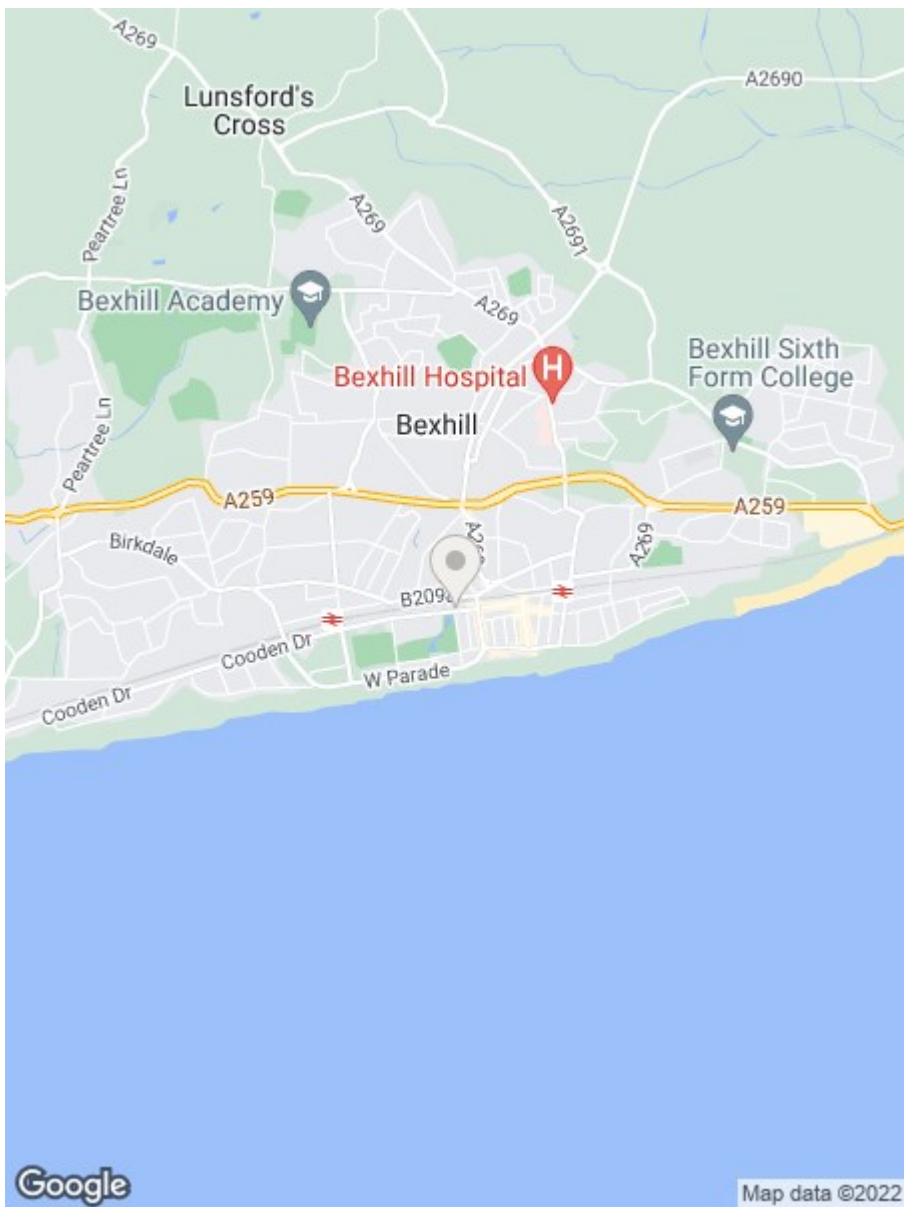 A269
A2690
Lunsford's
Cross
Peartree Ln
A269
A2691
Bexhill Academy
A269
Bexhill Hospital
H
Bexhill Sixth
Form College
Bexhill
Peartree Ln
A259
A259
Birkdale
A269
Cooden Dr
W Parade
Cooden Dr
Google
Map data ©2022